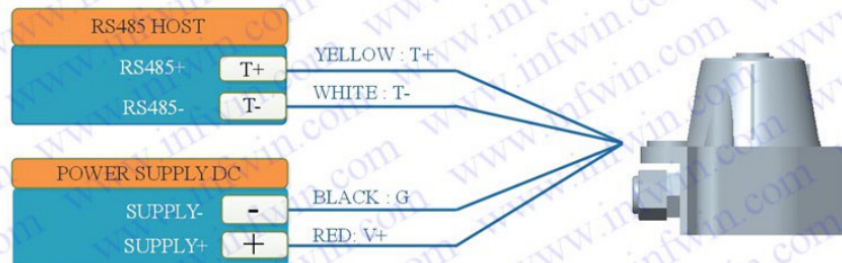 RS485 HOST
RS485+ T+ YELLOW : T+
RS485- T- WHITE : T-
POWER SUPPLY DC
SUPPLY- - BLACK : G
SUPPLY+ + RED: V+
www.infwin.com